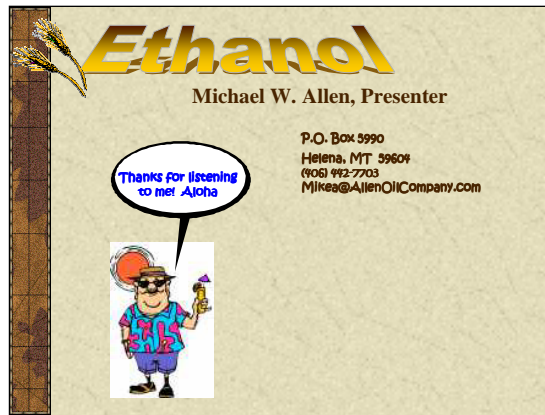 Ethanol
Michael W. Allen, Presenter
P.O. Box 5990
Helena, MT 59604
(406) 442-7703
Mikea@AllenOilCompany.com
Thanks for listening
to me! Aloha